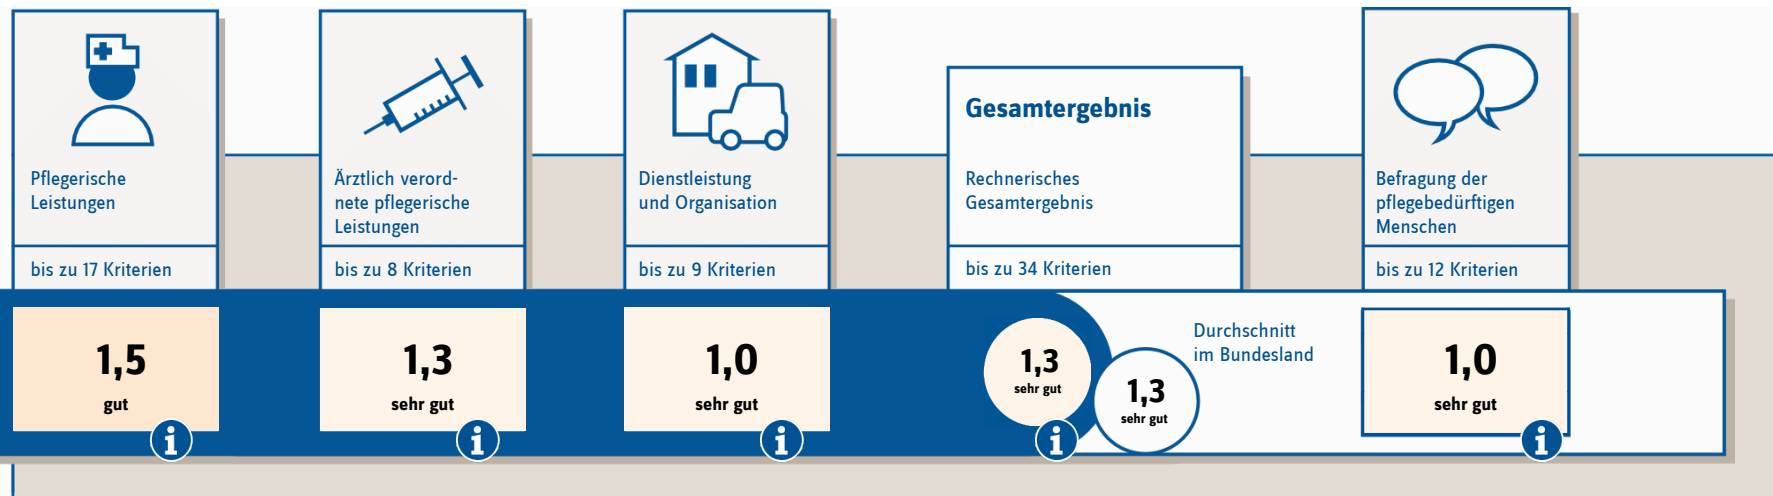 Pflegerische
Leistungen
bis zu 17 Kriterien
1,5
gut
Ärztlich verord-
nete pflegerische
Leistungen
bis zu 8 Kriterien
1,3
sehr gut
Dienstleistung
und Organisation
bis zu 9 Kriterien
1,0
sehr gut
Gesamtergebnis
Rechnerisches
Gesamtergebnis
bis zu 34 Kriterien
1,3
sehr gut
Durchschnitt
im Bundesland
1,3
sehr gut
Befragung der
pflegebedürftigen
Menschen
bis zu 12 Kriterien
1,0
sehr gut